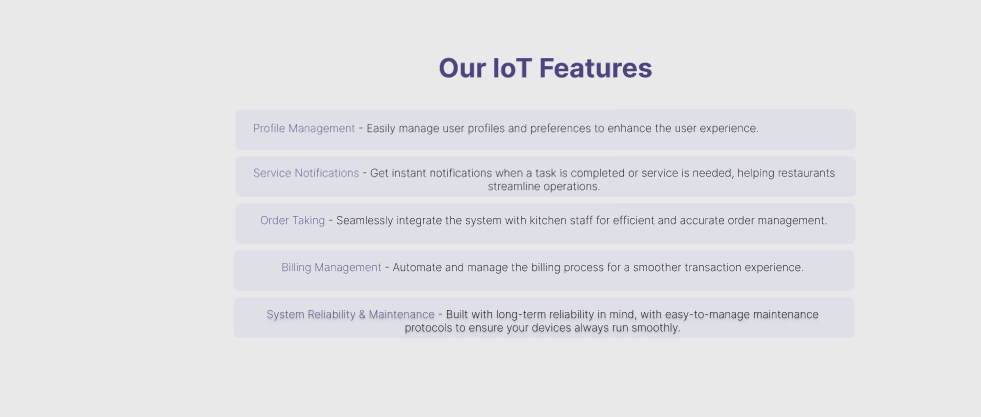 Our IoT Features
Profile Management - Easily manage user profiles and preferences to enhance the user experience.
Service Notifications - Get instant notifications when a task is completed or service is needed, helping restaurants
streamline operations.
Order Taking - Seamlessly integrate the system with kitchen staff for efficient and accurate order management.
Billing Management - Automate and manage the billing process for a smoother transaction experience.
System Reliability & Maintenance - Built with long-term reliability in mind, with easy-to-manage maintenance
protocols to ensure your devices always run smoothly.